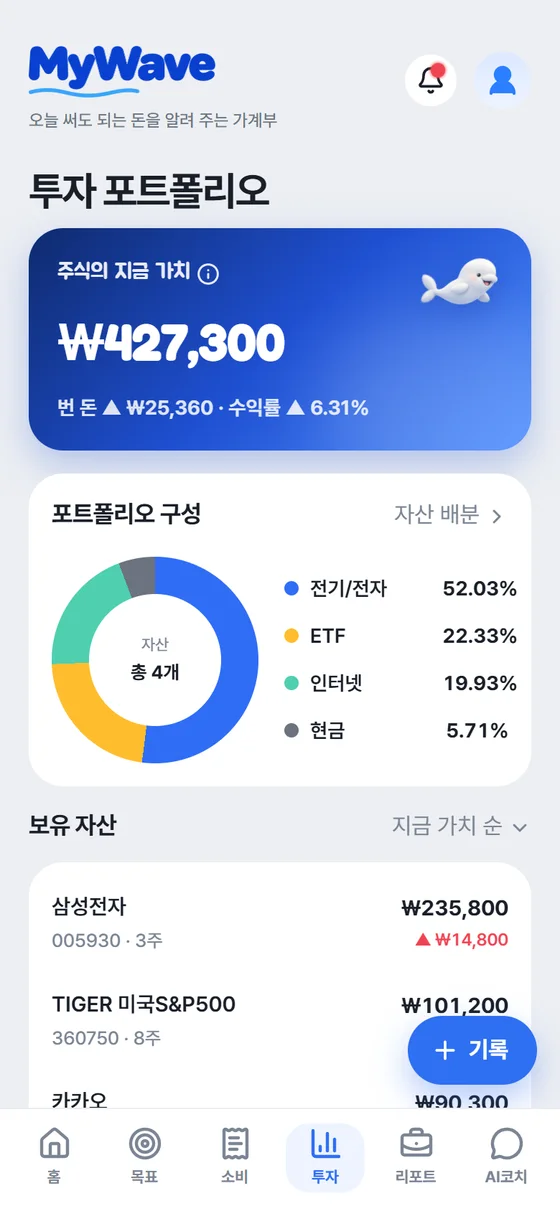 MyWave
오늘 써도 되는 돈을 알려 주는 가계부
투자 포트폴리오
주식의 지금 가치
₩427,300
번 돈 ▲ ₩25,360 · 수익률 ▲ 6.31%
포트폴리오 구성
자산 배분
자산
총 4개
전기/전자 52.03%
ETF 22.33%
인터넷 19.93%
현금 5.71%
보유 자산
지금 가치 순
삼성전자 ₩235,800
005930 · 3주 ▲ ₩14,800
TIGER 미국S&P500 ₩101,200
360750 · 8주
+ 기록
카카오 ₩90,300
홈 목표 소비 투자 리포트 AI코치